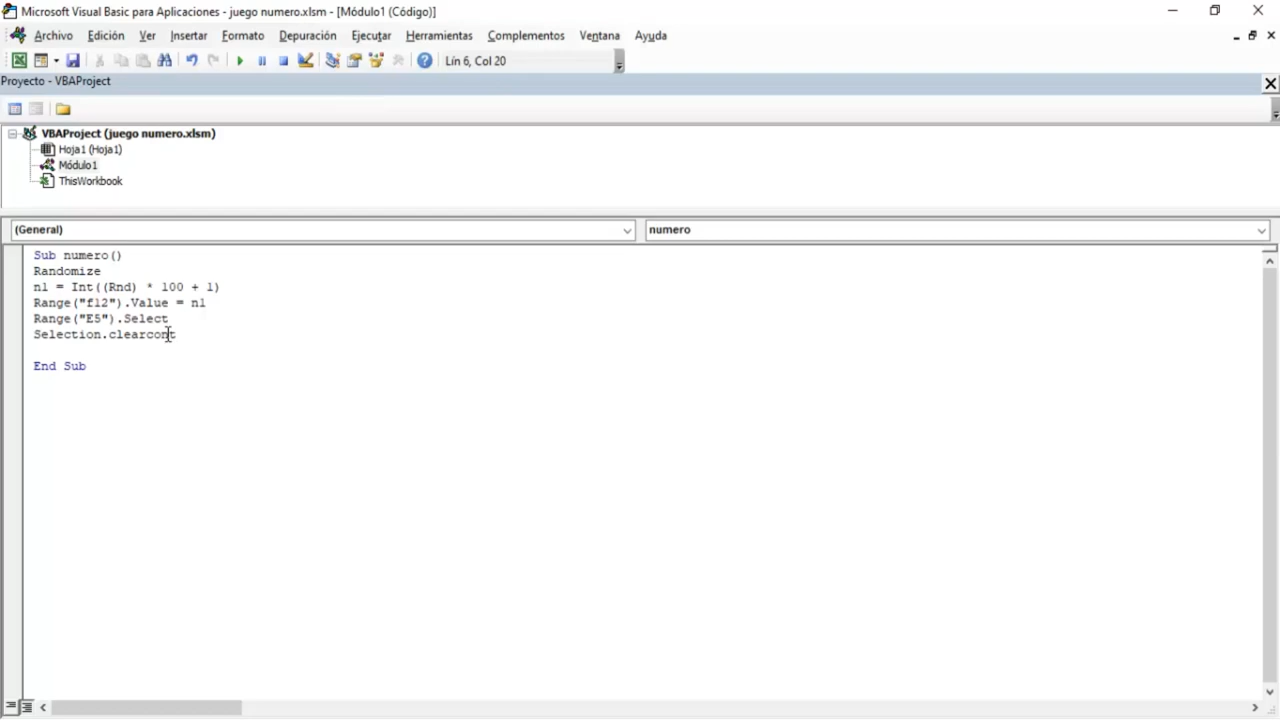 Microsoft Visual Basic para Aplicaciones - juego numero.xlsm - [Módulo1 (Código)]
Archivo Edición Ver Insertar Formato Depuración Ejecutar Herramientas Complementos Ventana Ayuda
Lín 6, Col 20
Proyecto - VBAProject
VBAProject (juego numero.xlsm)
Hoja1 (Hoja1)
Módulo1
ThisWorkbook
(General) numero
Sub numero()
Randomize
n1 = Int((Rnd) * 100 + 1)
Range("f12").Value = n1
Range("E5").Select
Selection.clearcont
End Sub